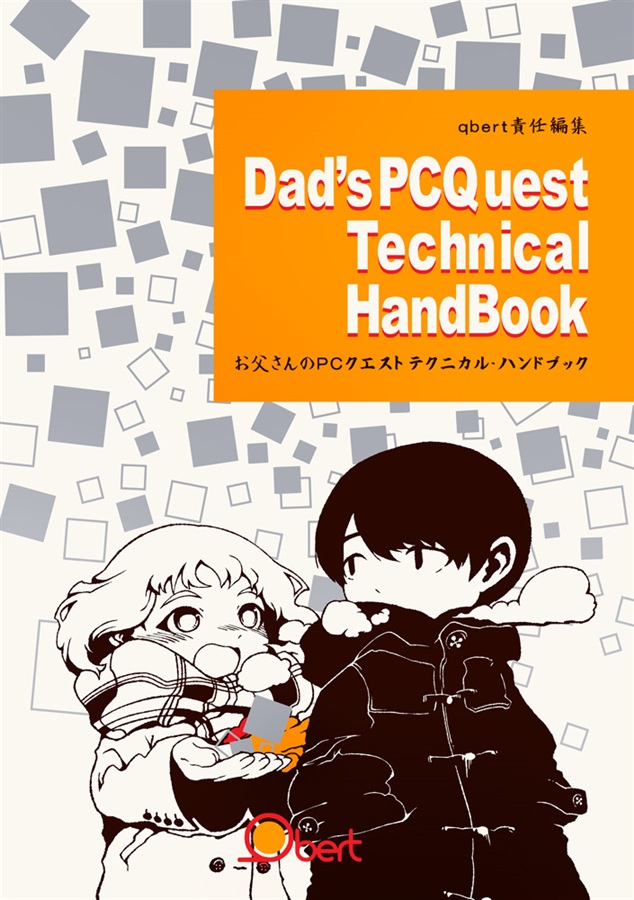 qbert責任編集
Dad's PCQuest
Technical
HandBook
お父さんのPCクエスト テクニカル・ハンドブック
Qbert